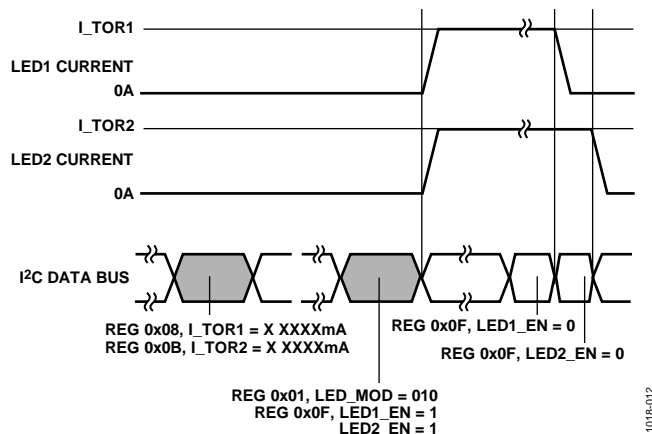 I_TOR1
LED1 CURRENT
0A
I_TOR2
LED2 CURRENT
0A
I²C DATA BUS
REG 0x08, I_TOR1 = X XXXXmA
REG 0x0B, I_TOR2 = X XXXXmA
REG 0x0F, LED1_EN = 0
REG 0x0F, LED2_EN = 0
REG 0x01, LED_MOD = 010
REG 0x0F, LED1_EN = 1
LED2_EN = 1
1018-012